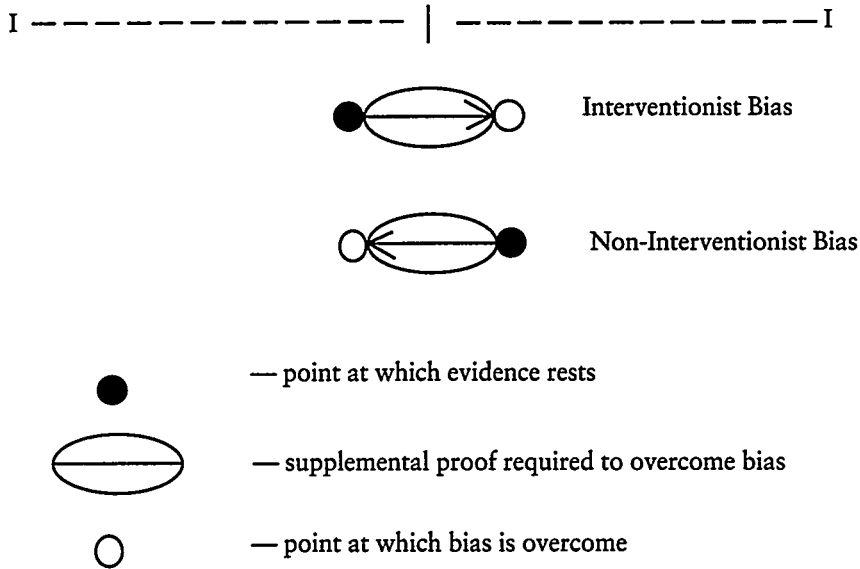 I | I
Interventionist Bias
Non-Interventionist Bias
— point at which evidence rests
— supplemental proof required to overcome bias
— point at which bias is overcome